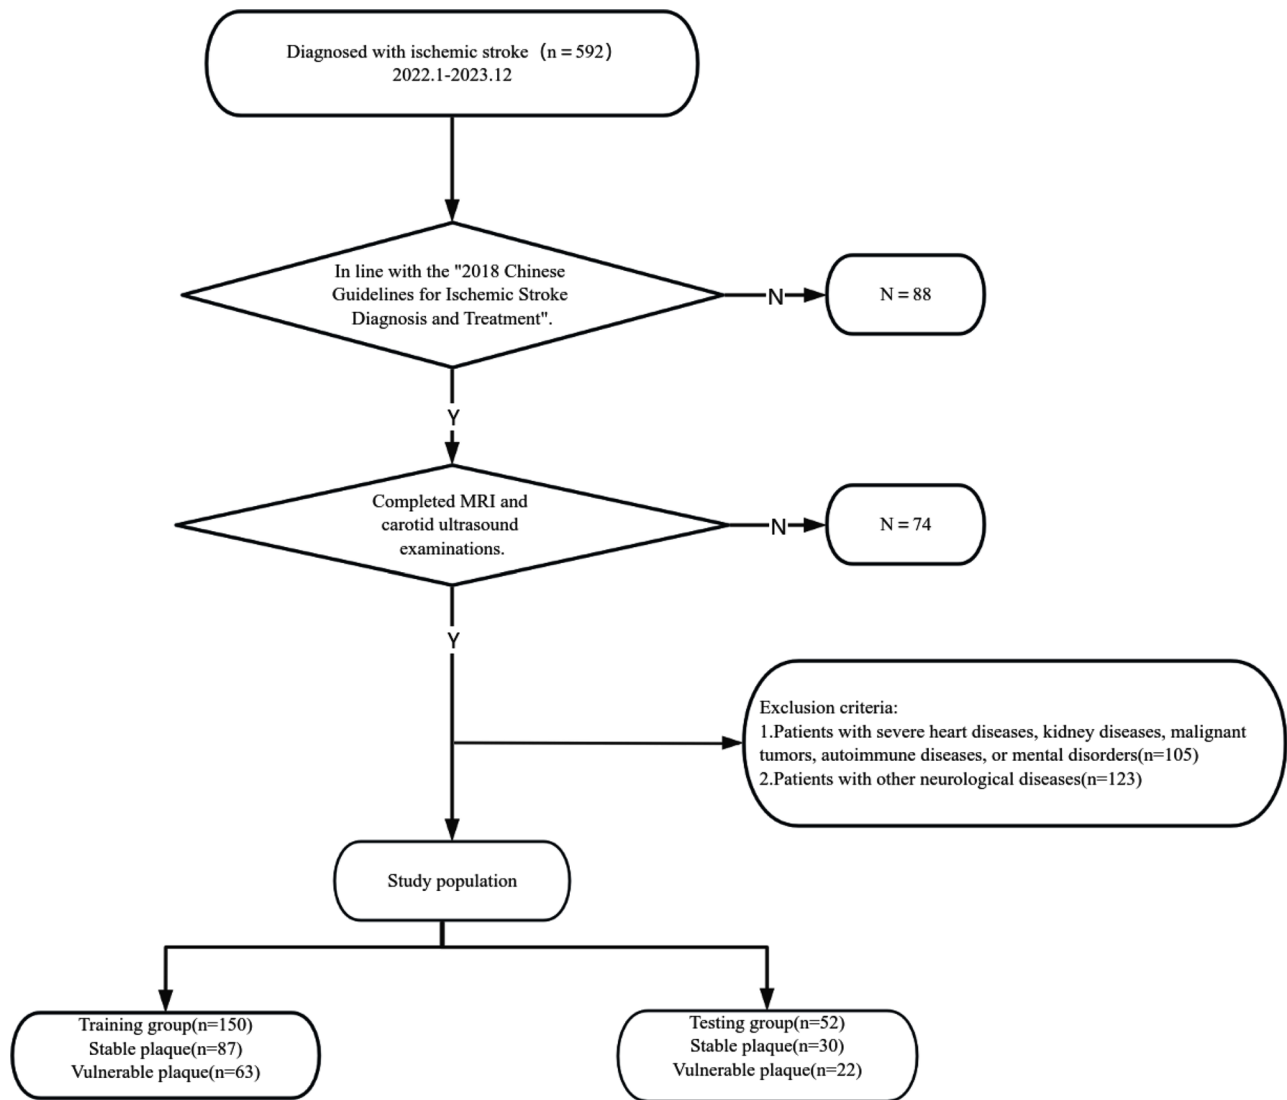 Diagnosed with ischemic stroke（n = 592）
2022.1-2023.12
In line with the "2018 Chinese
Guidelines for Ischemic Stroke
Diagnosis and Treatment".
N
N = 88
Y
Completed MRI and
carotid ultrasound
examinations.
N
N = 74
Y
Exclusion criteria:
1.Patients with severe heart diseases, kidney diseases, malignant
tumors, autoimmune diseases, or mental disorders(n=105)
2.Patients with other neurological diseases(n=123)
Study population
Training group(n=150)
Stable plaque(n=87)
Vulnerable plaque(n=63)
Testing group(n=52)
Stable plaque(n=30)
Vulnerable plaque(n=22)